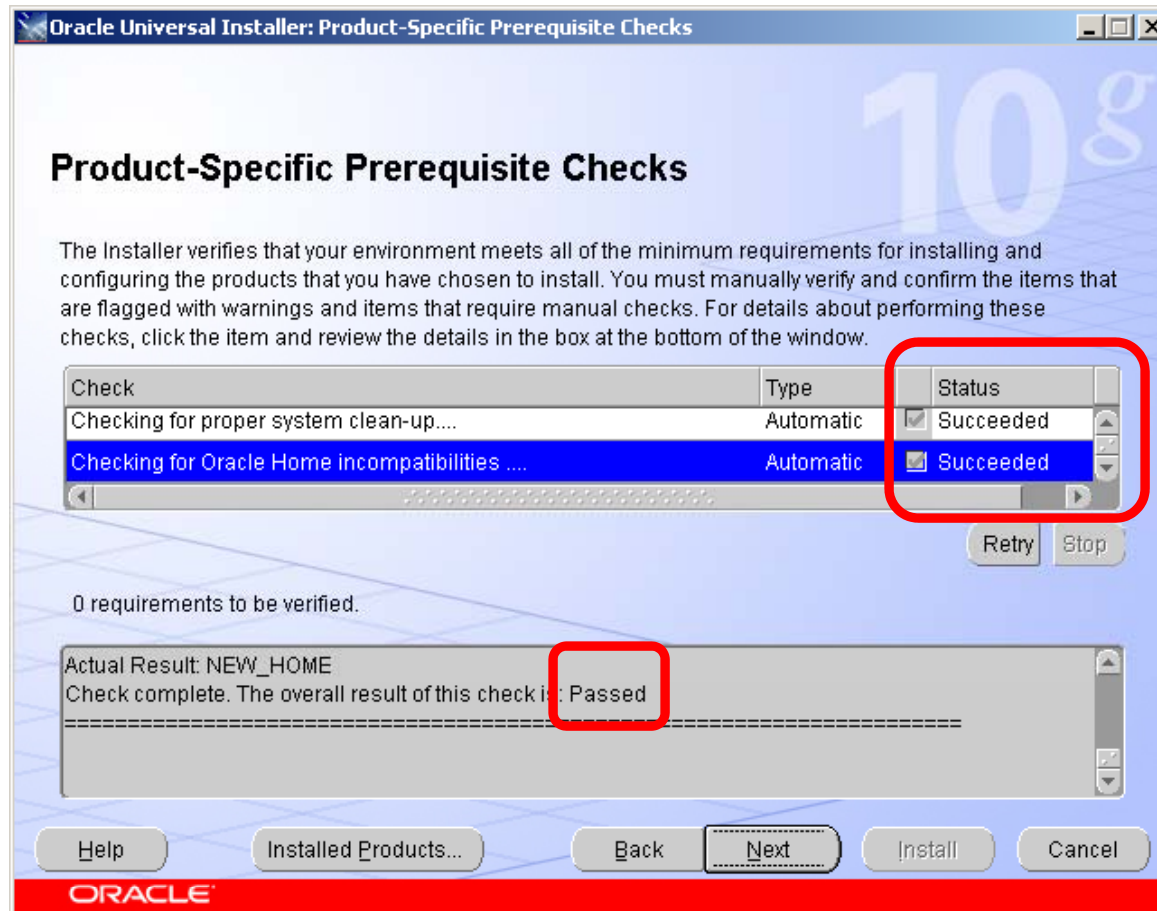 Oracle Universal Installer: Product-Specific Prerequisite Checks
10g
Product-Specific Prerequisite Checks
The Installer verifies that your environment meets all of the minimum requirements for installing and
configuring the products that you have chosen to install. You must manually verify and confirm the items that
are flagged with warnings and items that require manual checks. For details about performing these
checks, click the item and review the details in the box at the bottom of the window.
Check Type Status
Checking for proper system clean-up.... Automatic Succeeded
Checking for Oracle Home incompatibilities .... Automatic Succeeded
Retry Stop
0 requirements to be verified.
Actual Result: NEW_HOME
Check complete. The overall result of this check is: Passed
========================================================================
Help Installed Products... Back Next Install Cancel
ORACLE